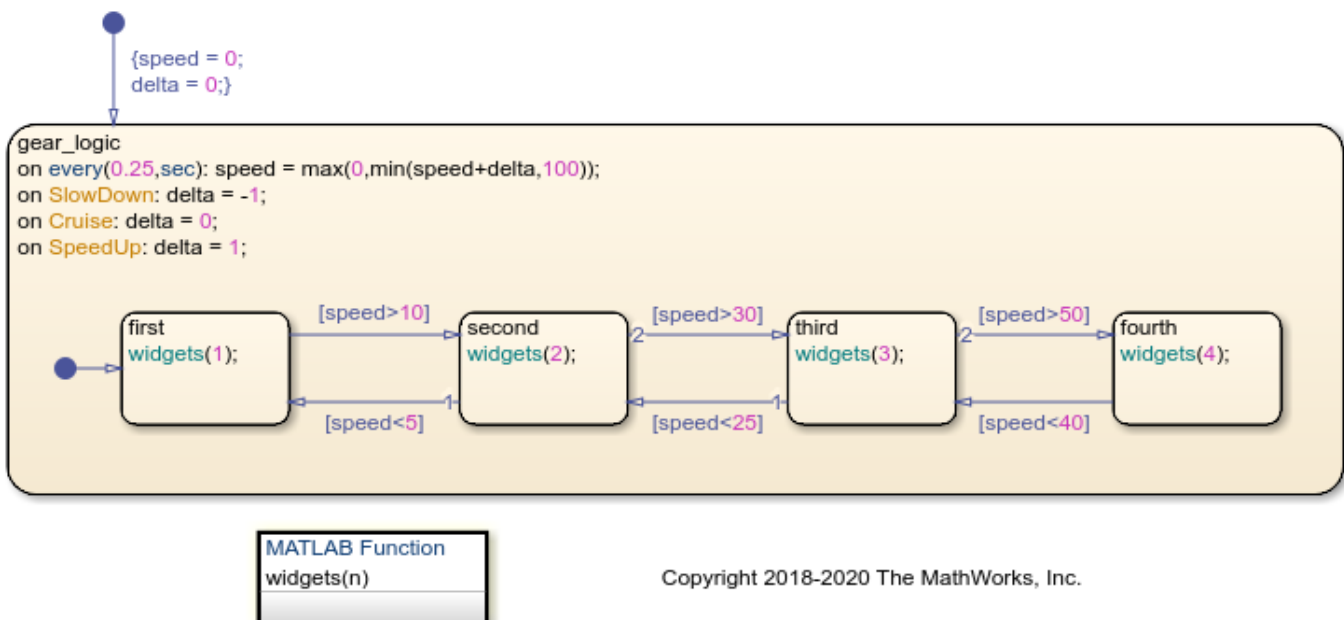 {speed = 0;
delta = 0;}
gear_logic
on every(0.25,sec): speed = max(0,min(speed+delta,100));
on SlowDown: delta = -1;
on Cruise: delta = 0;
on SpeedUp: delta = 1;
[speed>10]
[speed>30]
[speed>50]
first
second
third
fourth
2
2
widgets(1);
widgets(2);
widgets(3);
widgets(4);
1
1
[speed<5]
[speed<25]
[speed<40]
MATLAB Function
widgets(n)
Copyright 2018-2020 The MathWorks, Inc.